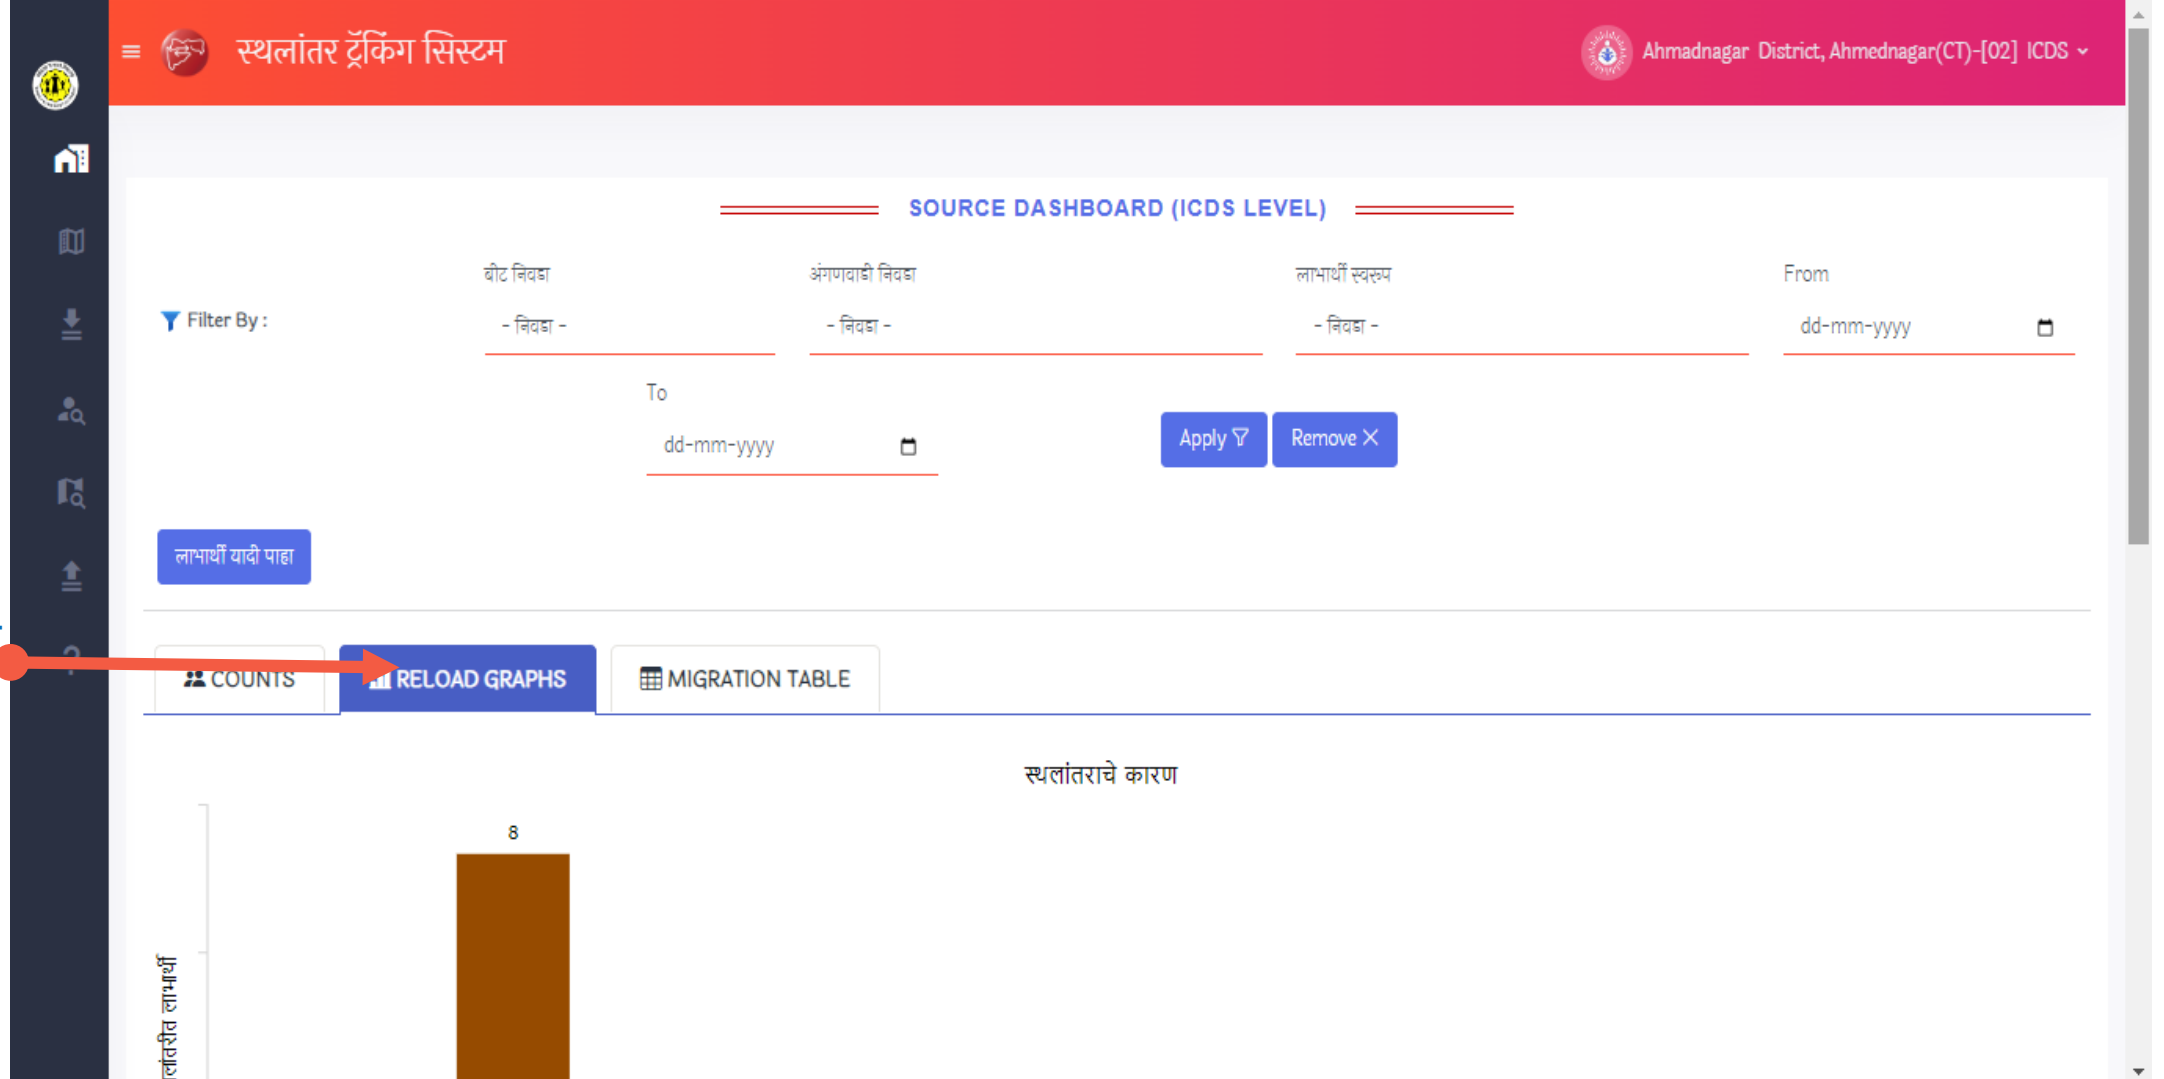 स्थलांतर ट्रॅकिंग सिस्टम
Ahmadnagar District, Ahmednagar(CT)-[02] ICDS
SOURCE DASHBOARD (ICDS LEVEL)
Filter By :
बीट निवडा
- निवडा -
अंगणवाडी निवडा
- निवडा -
लाभार्थी स्वरूप
- निवडा -
From
dd-mm-yyyy
To
dd-mm-yyyy
Apply
Remove
लाभार्थी यादी पाहा
COUNTS
RELOAD GRAPHS
MIGRATION TABLE
स्थलांतराचे कारण
8